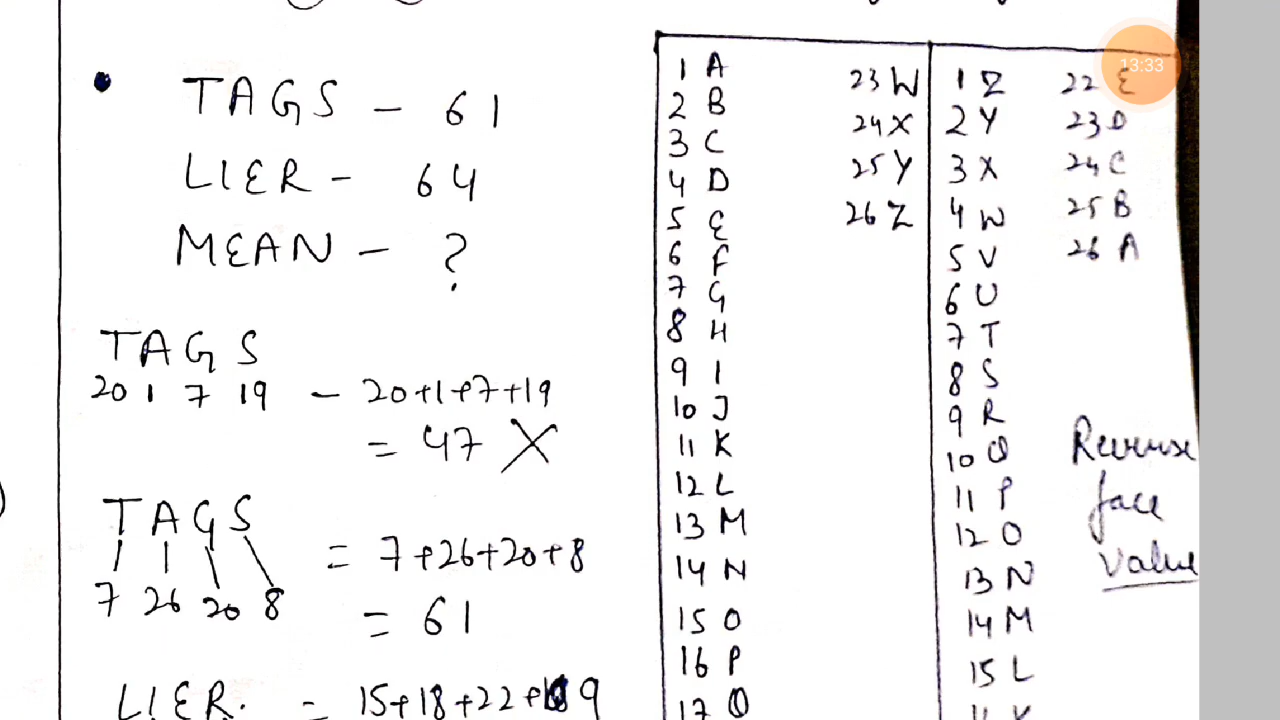 TAGS - 61
LIER - 64
MEAN - ?
TAGS
20 1 7 19 - 20+1+7+19
= 47 X
TAGS
7 26 20 8 = 7+26+20+8
= 61
LIER. = 15+18+22+9
1 A
2 B
3 C
4 D
5 E
6 F
7 G
8 H
9 I
10 J
11 K
12 L
13 M
14 N
15 O
16 P
17 Q
23 W
24 X
25 Y
26 Z
1 Z
2 Y
3 X
4 W
5 V
6 U
7 T
8 S
9 R
10 Q
11 P
12 O
13 N
14 M
15 L
22 E
23 D
24 C
25 B
26 A
Reverse
face
value
13:33